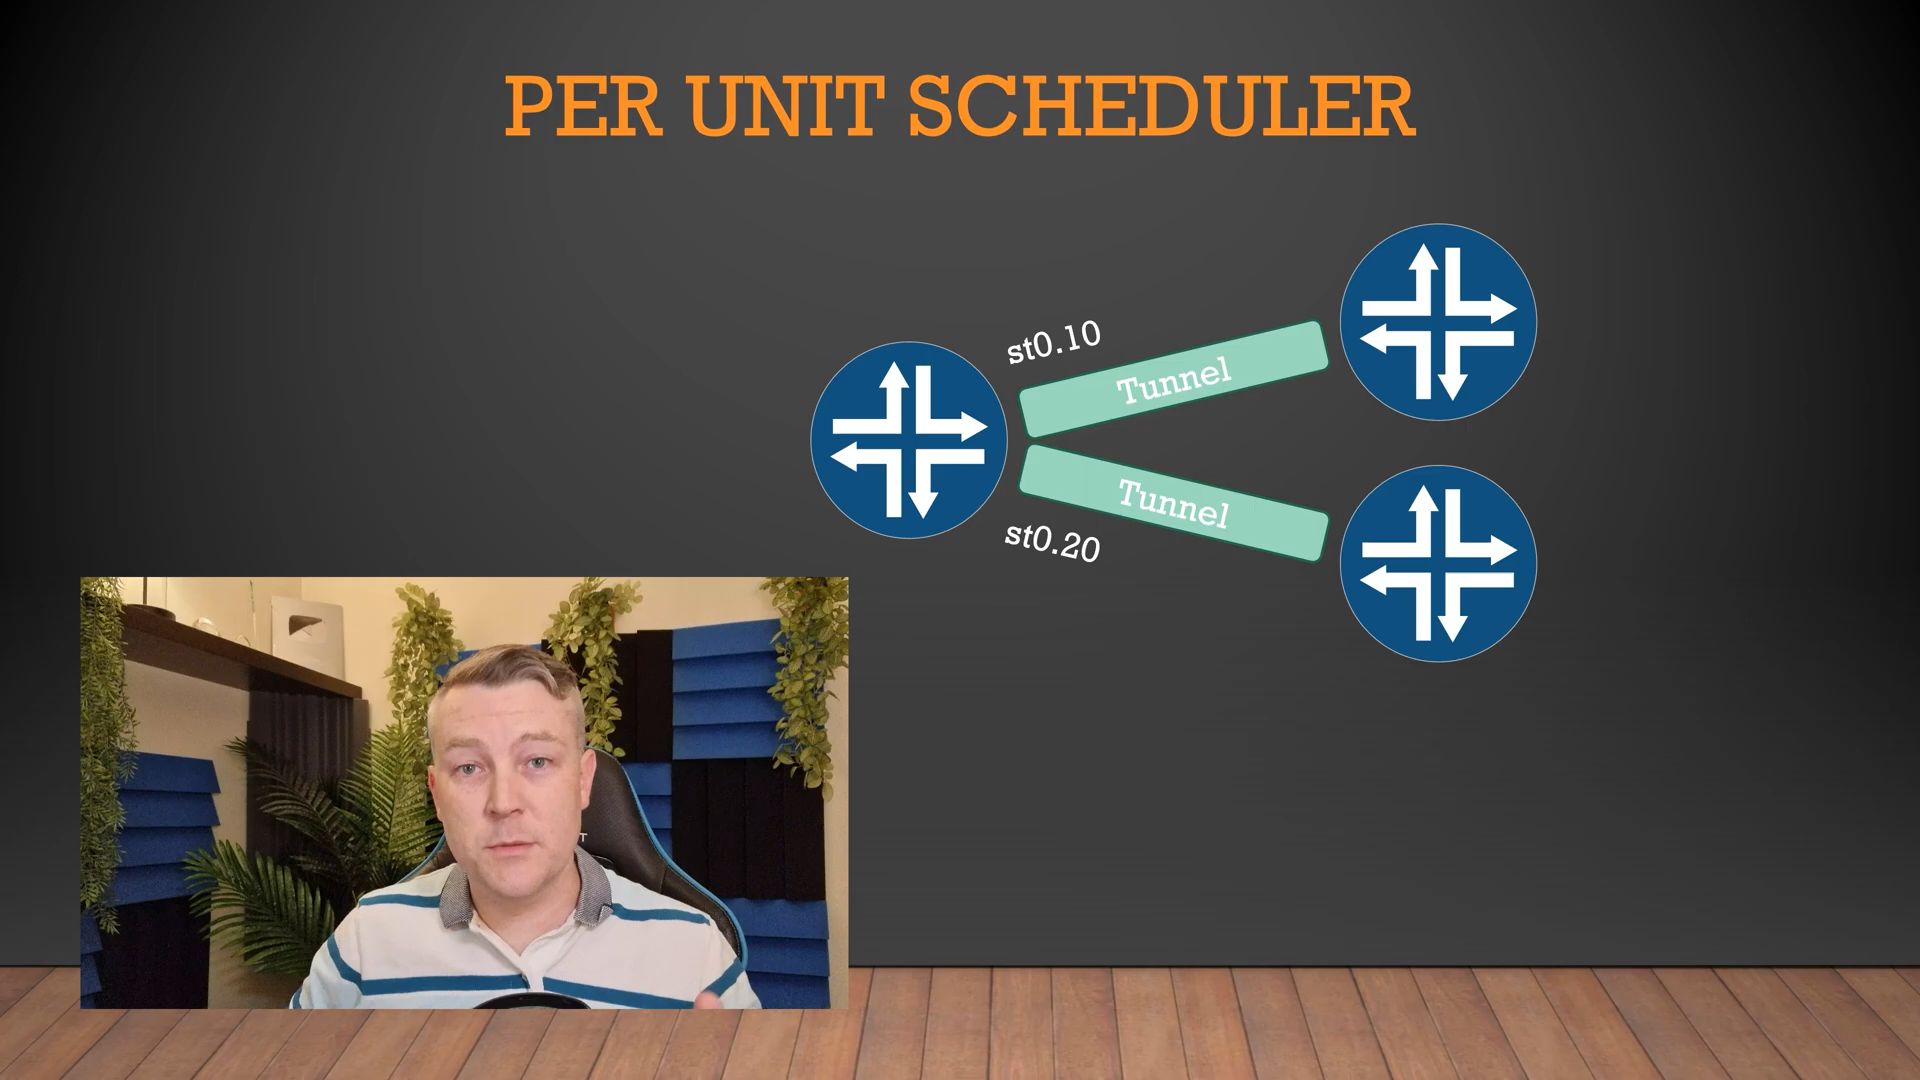 PER UNIT SCHEDULER
st0.10
Tunnel
Tunnel
st0.20
T